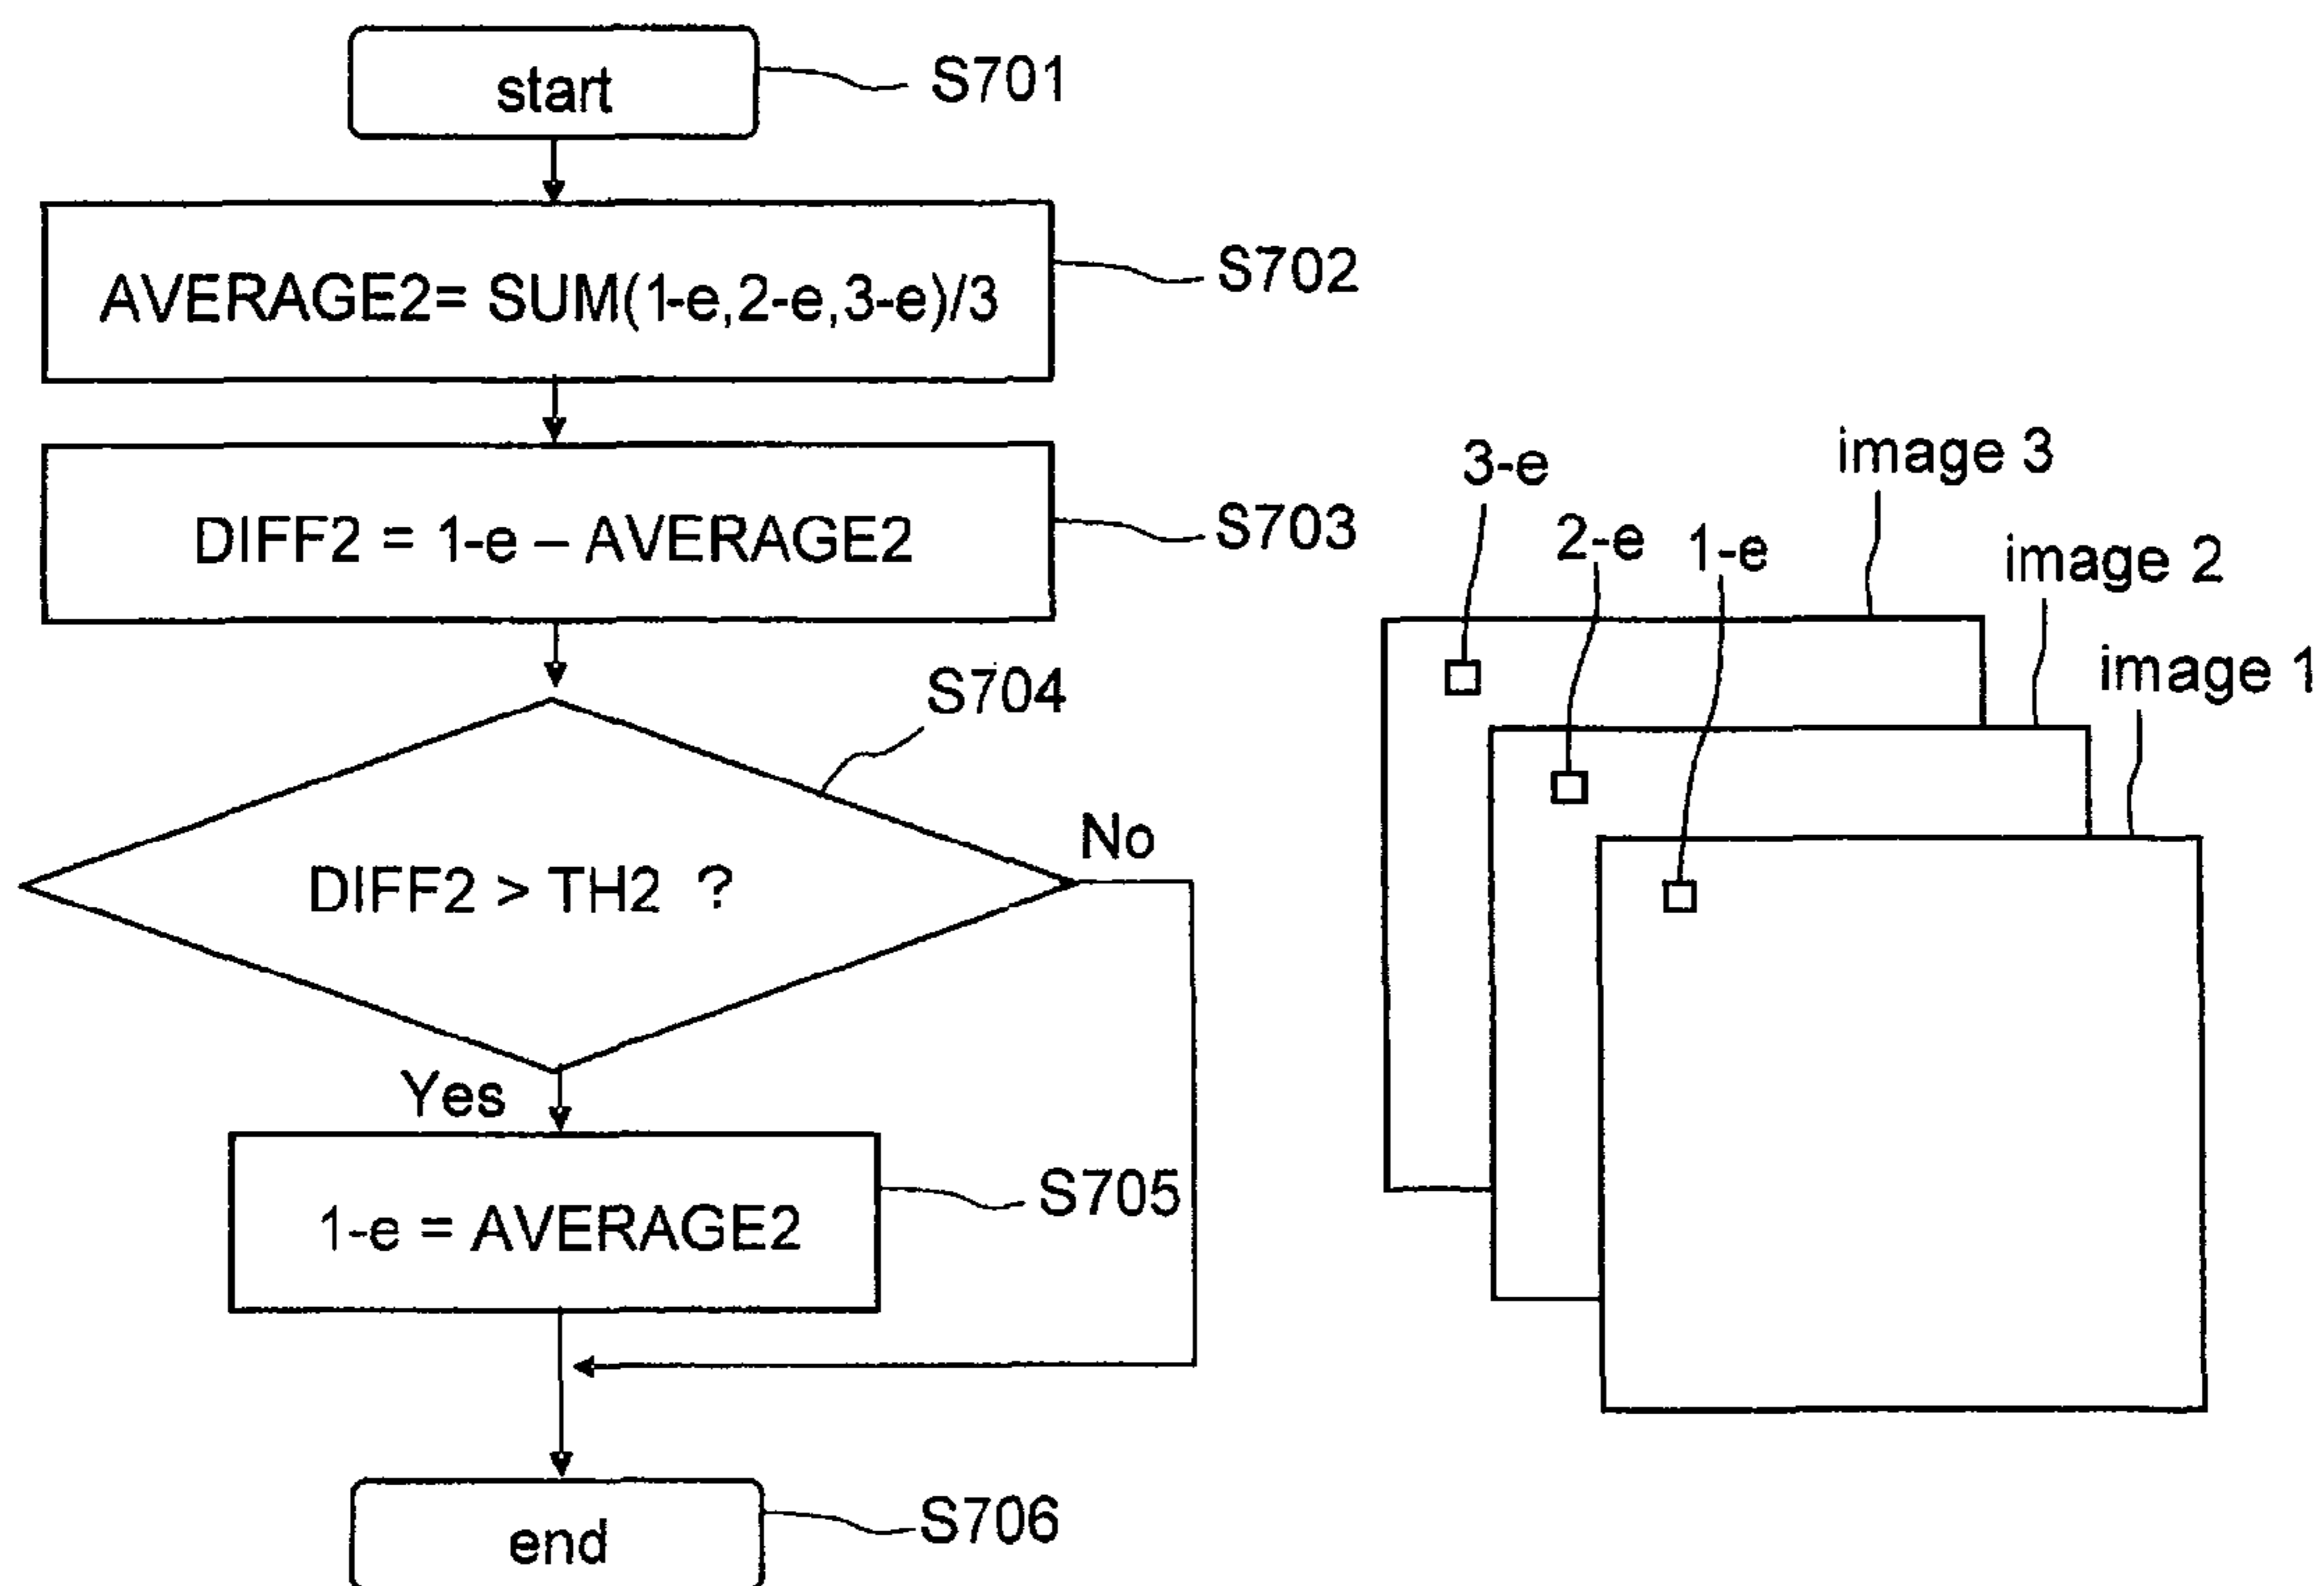 start
S701
AVERAGE2= SUM(1-e,2-e,3-e)/3
S702
DIFF2 = 1-e – AVERAGE2
S703
DIFF2 > TH2 ?
S704
No
Yes
1-e = AVERAGE2
S705
end
S706
3-e
2-e
1-e
image 3
image 2
image 1